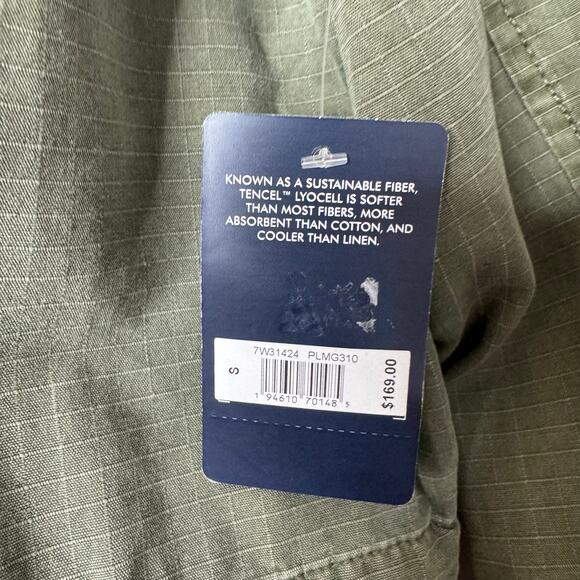 KNOWN AS A SUSTAINABLE FIBER,
TENCEL™ LYOCELL IS SOFTER
THAN MOST FIBERS, MORE
ABSORBENT THAN COTTON, AND
COOLER THAN LINEN.
7W31424 PLMG310
S
1 94610 70148 5
$169.00